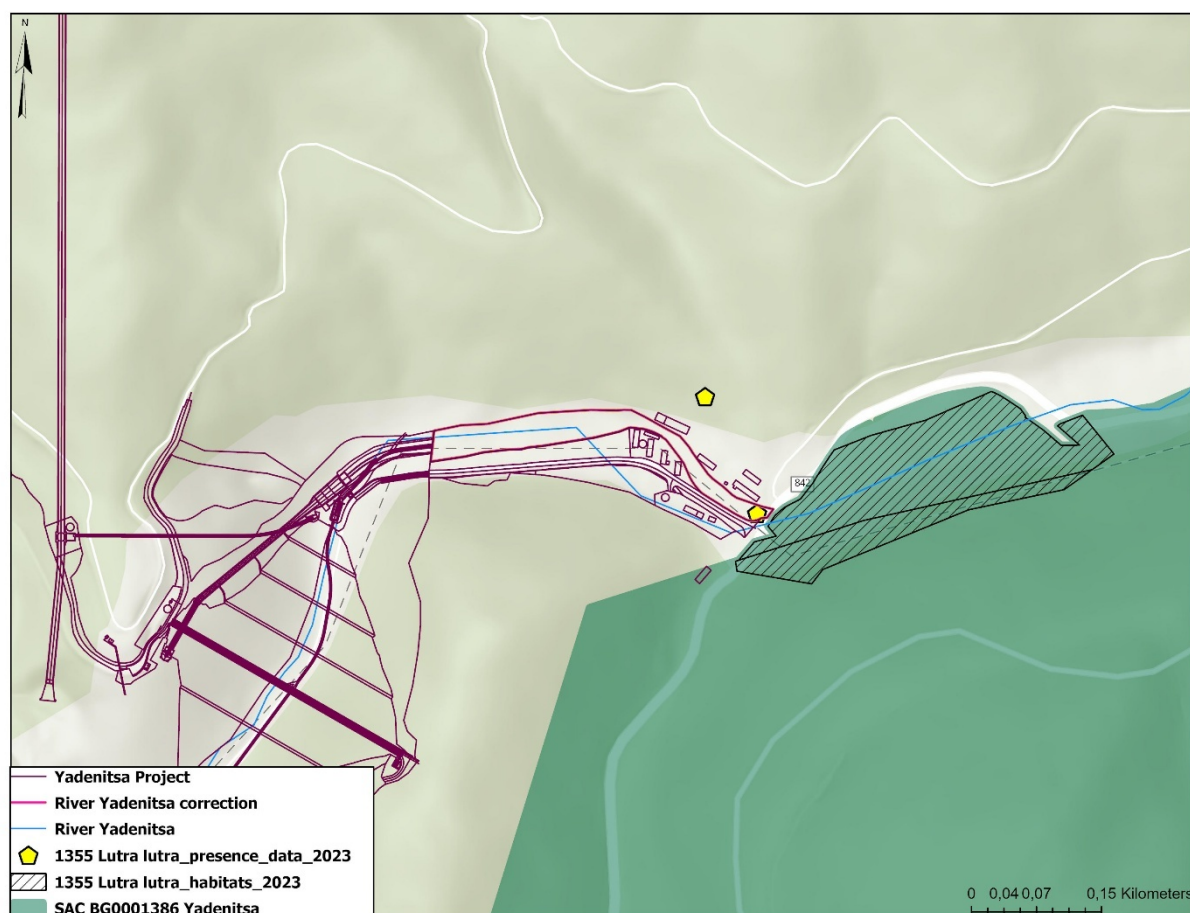 N
842
Yadenitsa Project
River Yadenitsa correction
River Yadenitsa
1355 Lutra lutra_presence_data_2023
1355 Lutra lutra_habitats_2023
SAC BG0001386 Yadenitsa
0 0,04 0,07 0,15 Kilometers